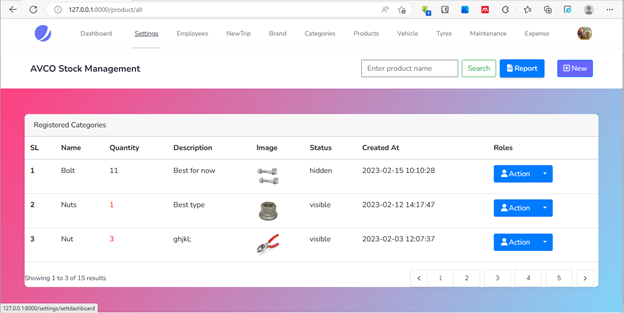 127.0.0.1:8000/product/all
Dashboard Settings Employees NewTrip Brand Categories Products Vehicle Tyres Maintenance Expense
AVCO Stock Management Enter product name Search Report New
Registered Categories
SL Name Quantity Description Image Status Created At Roles
1 Bolt 11 Best for now hidden 2023-02-15 10:10:28 Action
2 Nuts 1 Best type visible 2023-02-12 14:17:47 Action
3 Nut 3 ghjkl; visible 2023-02-03 12:07:37 Action
Showing 1 to 3 of 15 results ‹ 1 2 3 4 5 ›
127.0.0.1:8000/settings/settdashboard